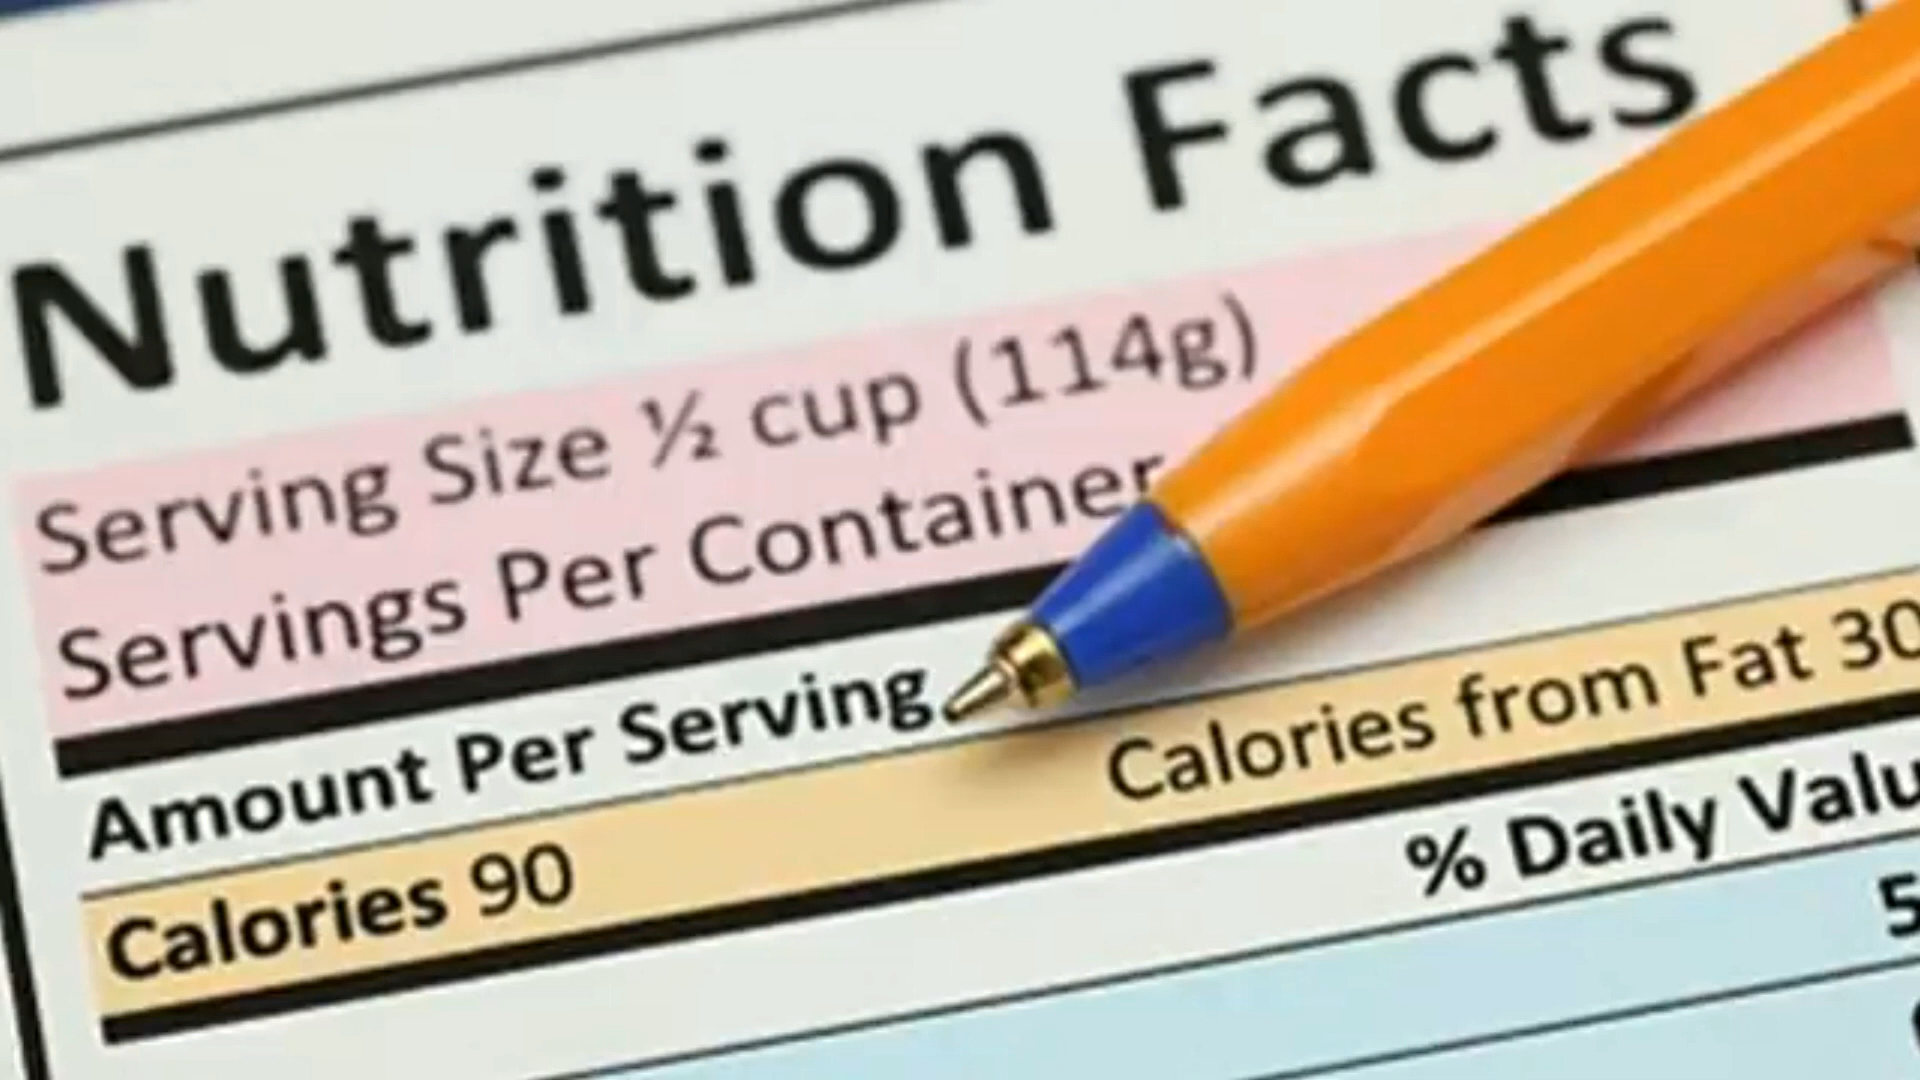 Nutrition Facts
Serving Size ½ cup (114g)
Servings Per Container
Amount Per Serving
Calories 90
Calories from Fat 30
% Daily Valu
5